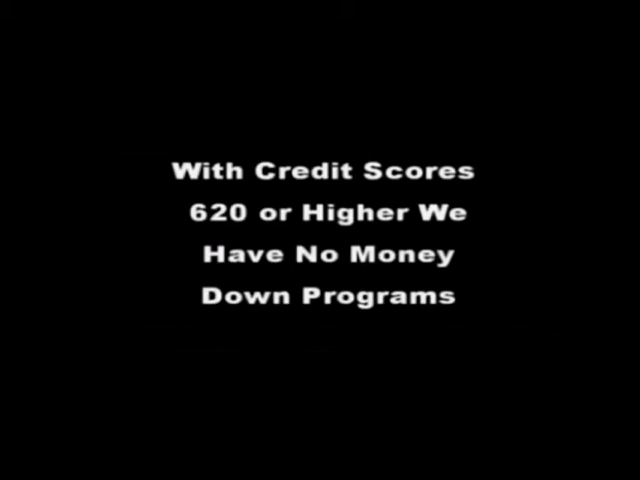 With Credit Scores
620 or Higher We
Have No Money
Down Programs